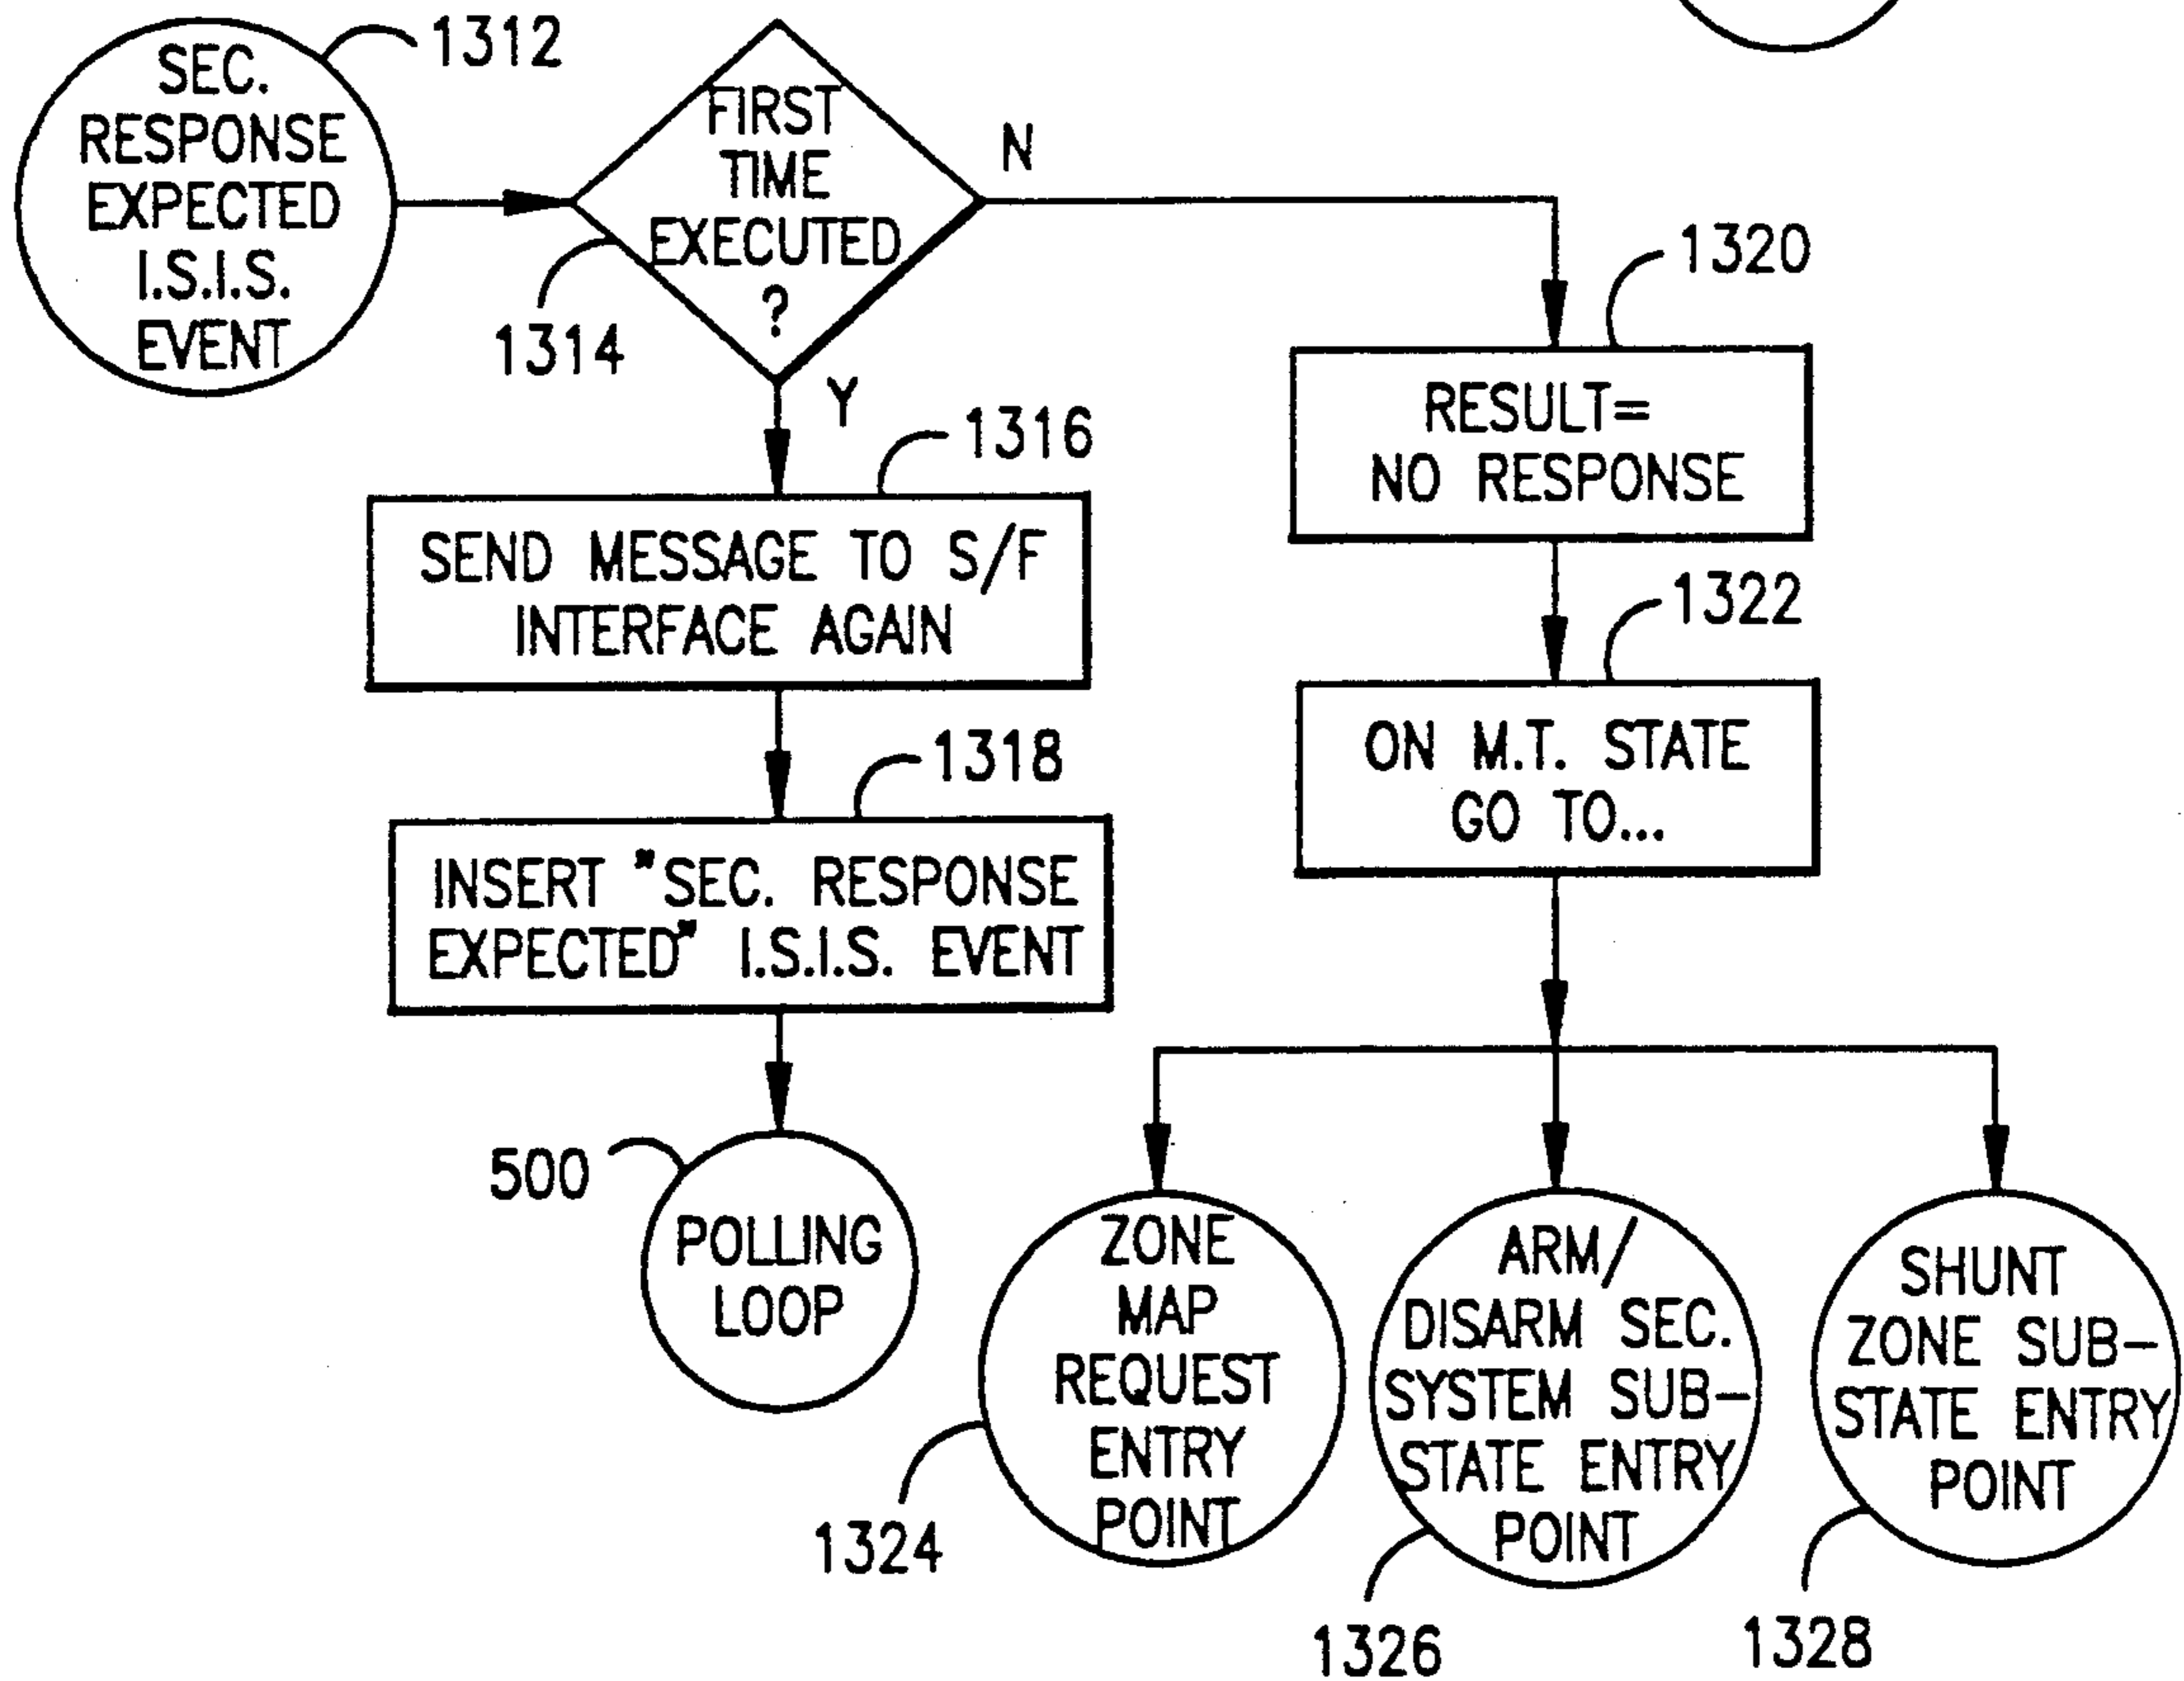 1312
SEC.
RESPONSE
EXPECTED
I.S.I.S.
EVENT
FIRST
TIME
EXECUTED
?
N
1314
Y
1316
SEND MESSAGE TO S/F
INTERFACE AGAIN
1318
INSERT "SEC. RESPONSE
EXPECTED" I.S.I.S. EVENT
500
POLLING
LOOP
1320
RESULT=
NO RESPONSE
1322
ON M.T. STATE
GO TO...
ZONE
MAP
REQUEST
ENTRY
POINT
1324
ARM/
DISARM SEC.
SYSTEM SUB-
STATE ENTRY
POINT
1326
SHUNT
ZONE SUB-
STATE ENTRY
POINT
1328